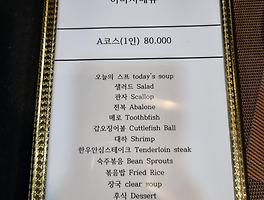 A코스(1인) 80.000
오늘의 스프 today's soup
샐러드 Salad
관자 Scallop
전복 Abalone
메로 Toothbfish
갑오징어볼 Cuttlefish Ball
대하 Shrimp
한우안심스테이크 Tenderloin steak
숙주볶음 Bean Sprouts
볶음밥 Fried Rice
장국 clear soup
후식 Dessert